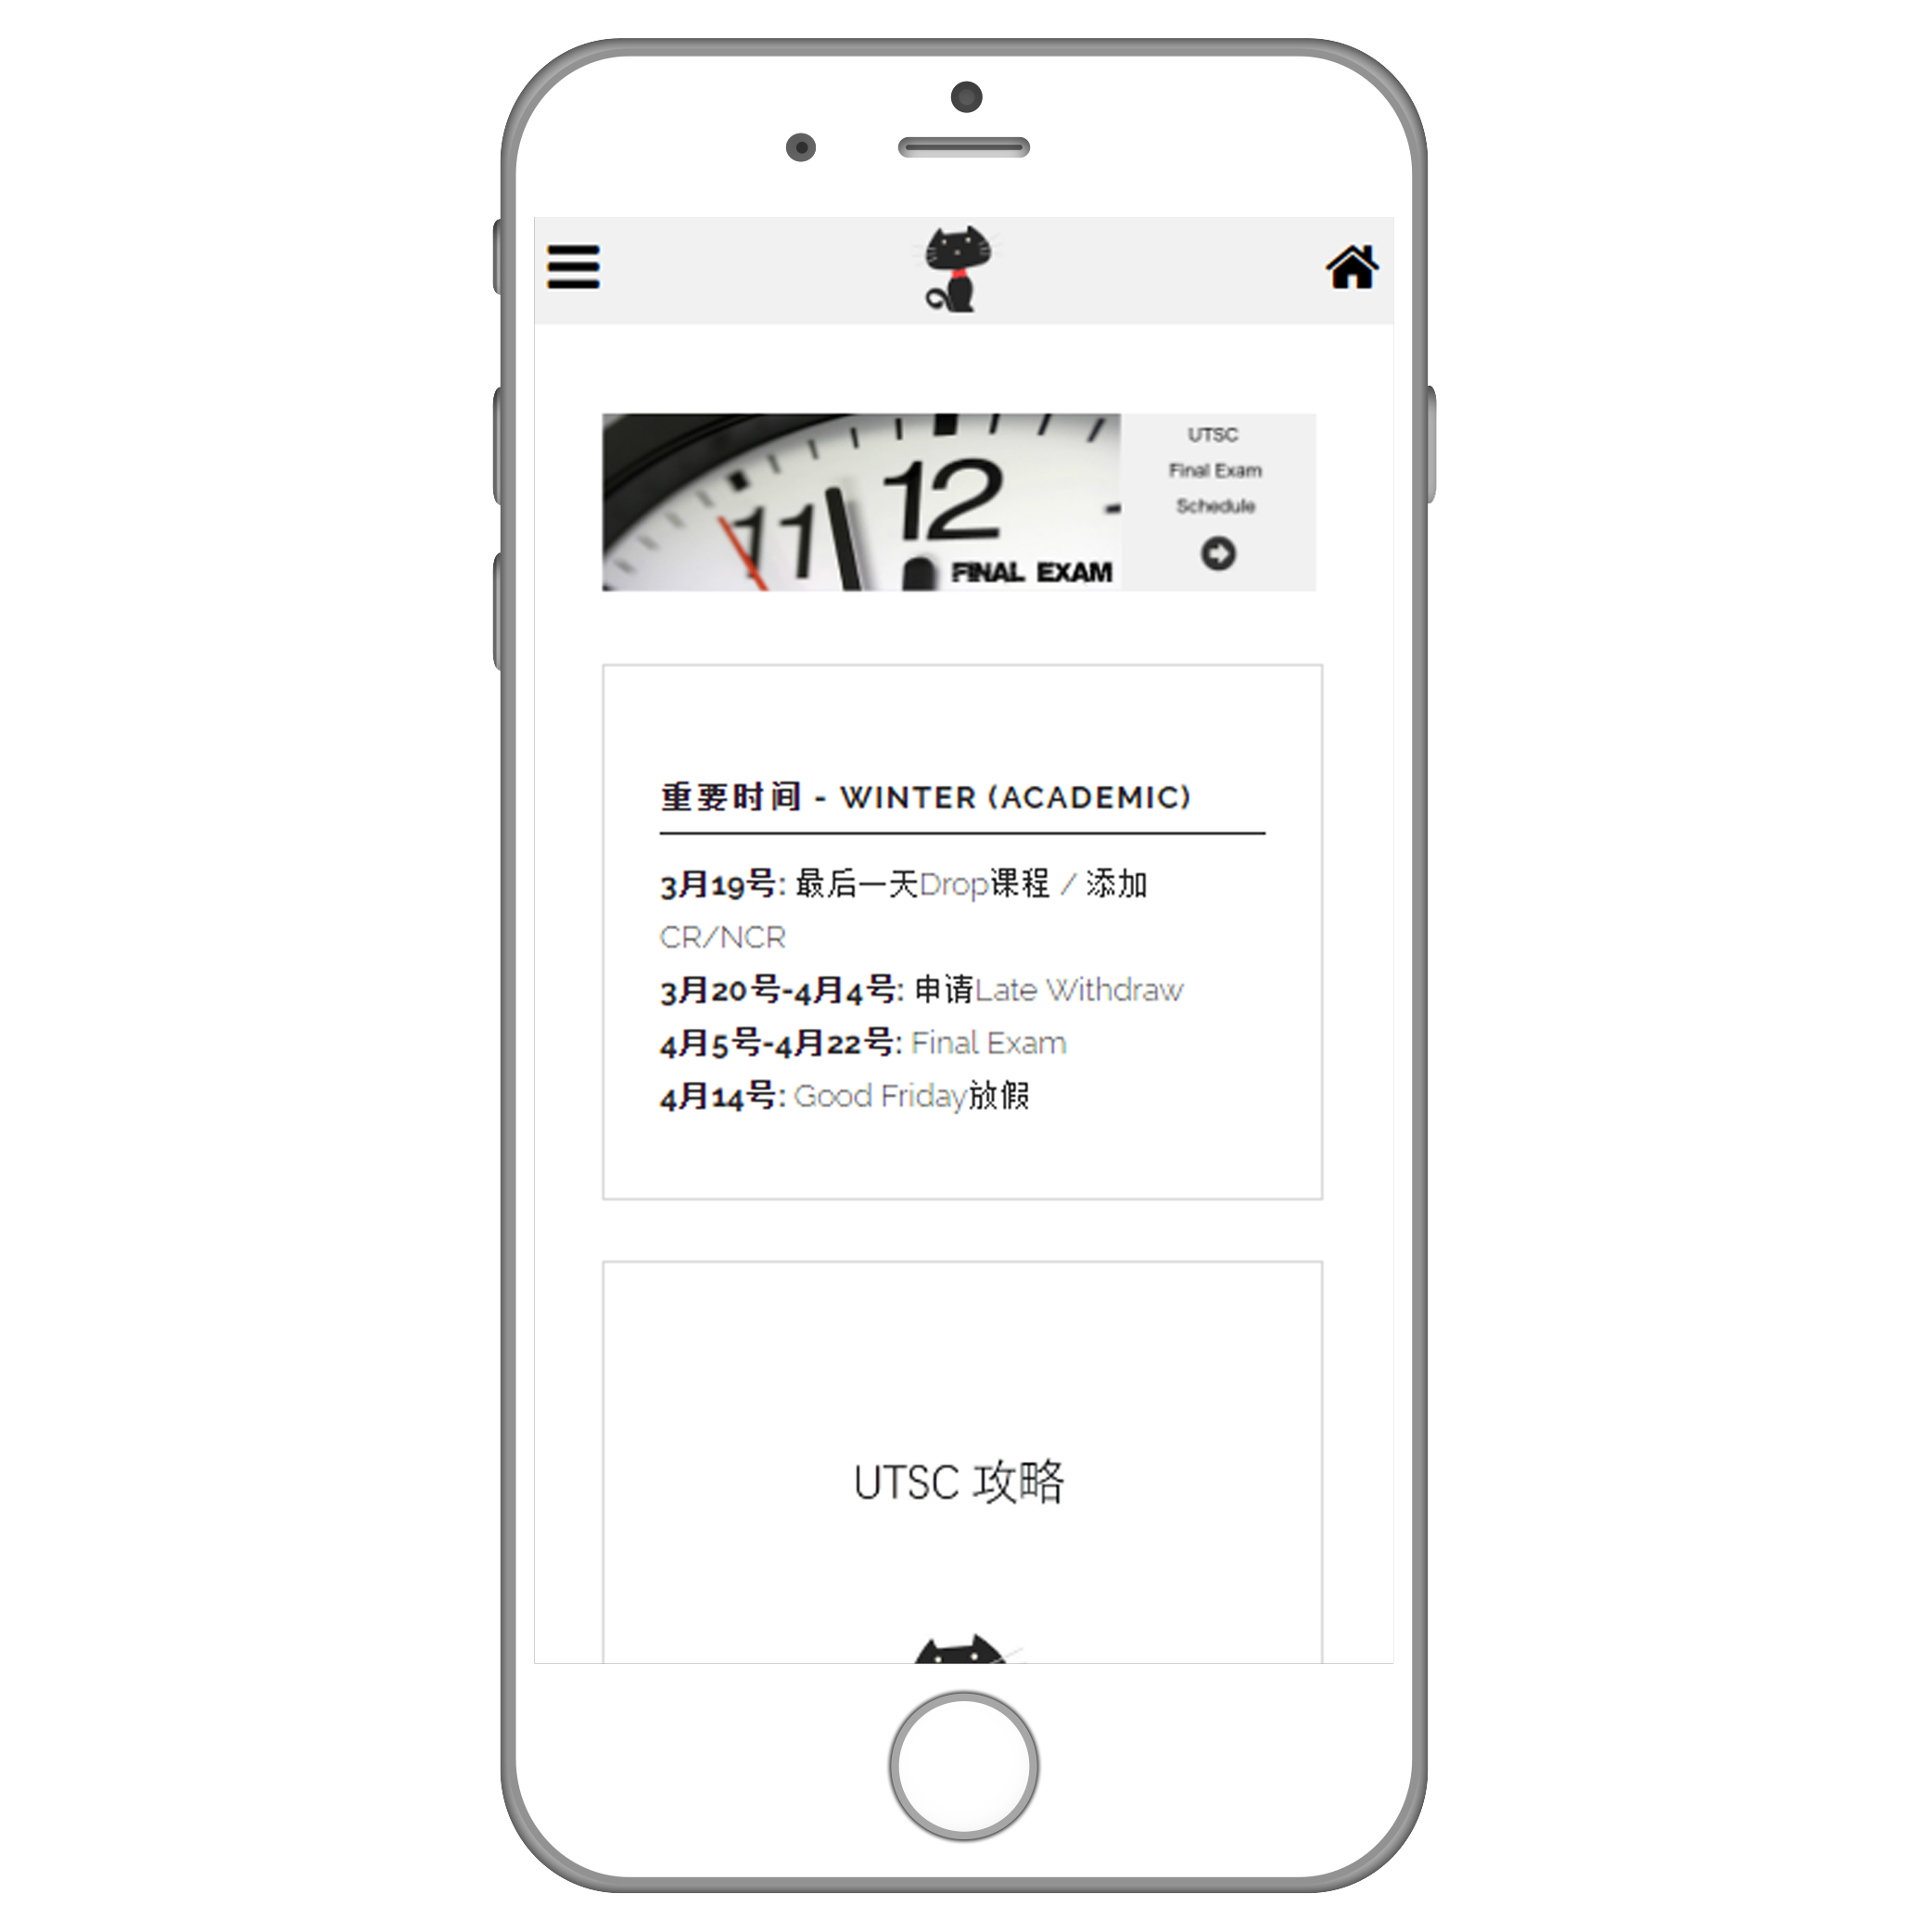 11
12
FINAL EXAM
UTSC
Final Exam
Schedule
重要时间 - WINTER (ACADEMIC)
3月19号: 最后一天Drop课程 / 添加
CR/NCR
3月20号-4月4号: 申请Late Withdraw
4月5号-4月22号: Final Exam
4月14号: Good Friday放假
UTSC 攻略